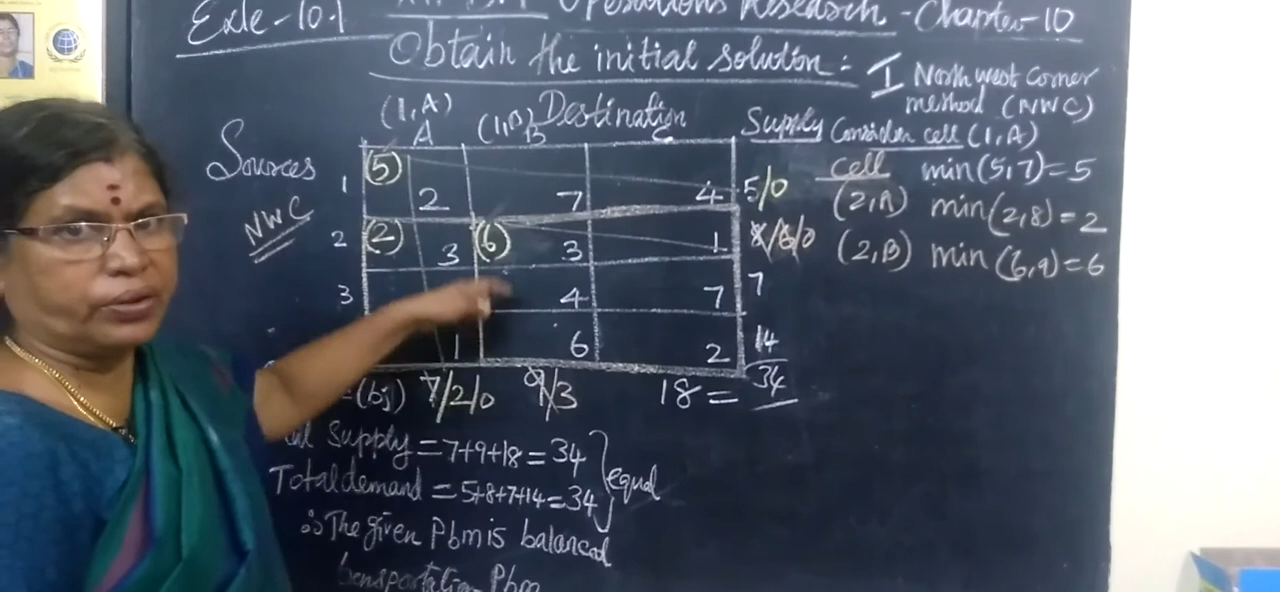 Exle-10.1 Operations Research - Chapter-10
Obtain the initial solution: I North west corner
method (NWC)
(1,A) (1,B) Destination Supply Consider cell (1,A)
A B C
Sources
NWC
1 (5) 2 7 4 5/0
2 (2) 3 (6) 3 1 8/6/0
3 4 7 7
1 6 2 14
34
(bj) 7/2/0 9/3 18 =
cell min(5,7)=5
(2,A) min(2,8)=2
(2,B) min(6,9)=6
Supply = 7+9+18 = 34
Total demand = 5+8+7+14=34 } equal
∴ The given Pbm is balanced
transportation Pbm